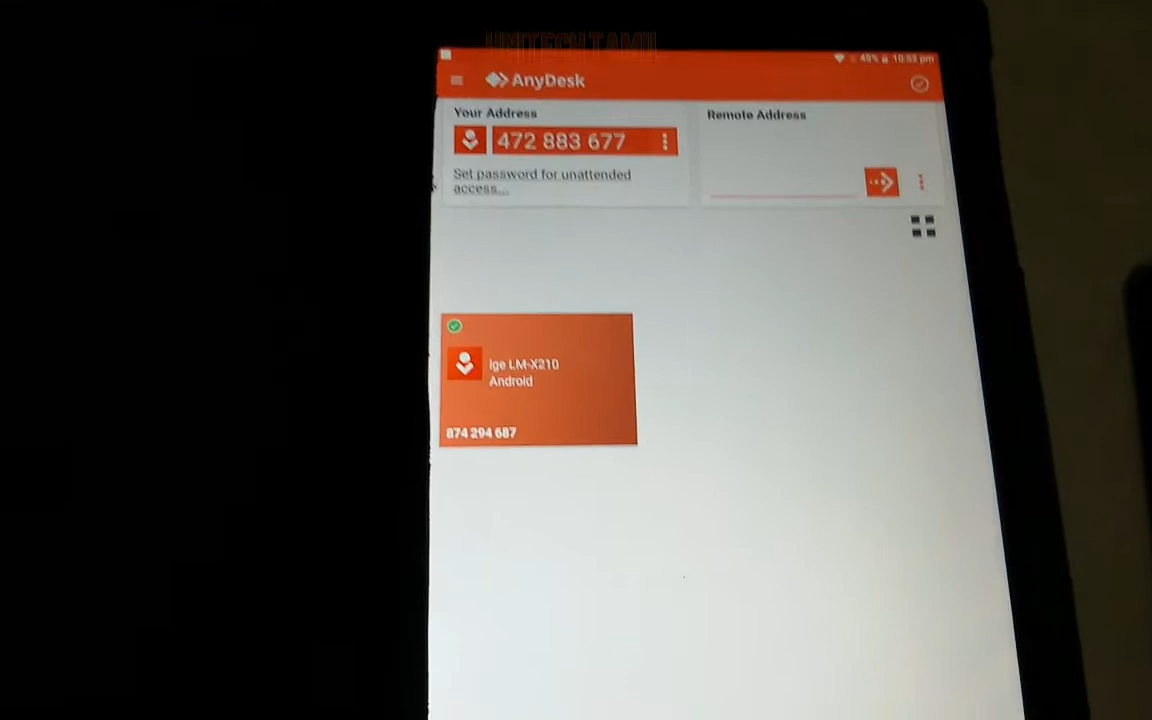 UNITECH TAMIL
48% 10:53 pm
AnyDesk
Your Address
472 883 677
Set password for unattended
access...
Remote Address
lge LM-X210
Android
874 294 687